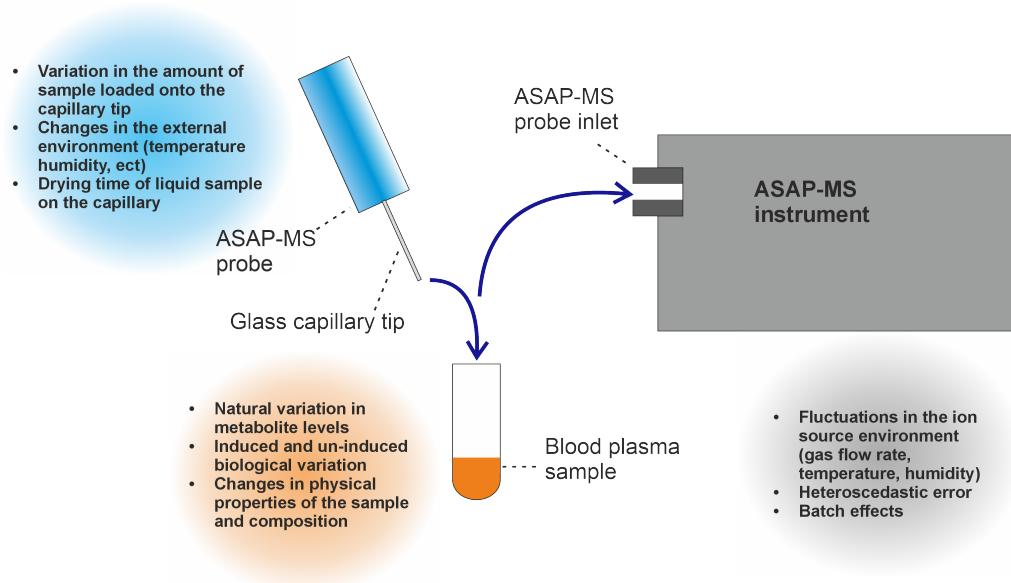 • Variation in the amount of
sample loaded onto the
capillary tip
• Changes in the external
environment (temperature
humidity, ect)
• Drying time of liquid sample
on the capillary
ASAP-MS
probe
Glass capillary tip
ASAP-MS
probe inlet
ASAP-MS
instrument
• Natural variation in
metabolite levels
• Induced and un-induced
biological variation
• Changes in physical
properties of the sample
and composition
Blood plasma
sample
• Fluctuations in the ion
source environment
(gas flow rate,
temperature, humidity)
• Heteroscedastic error
• Batch effects